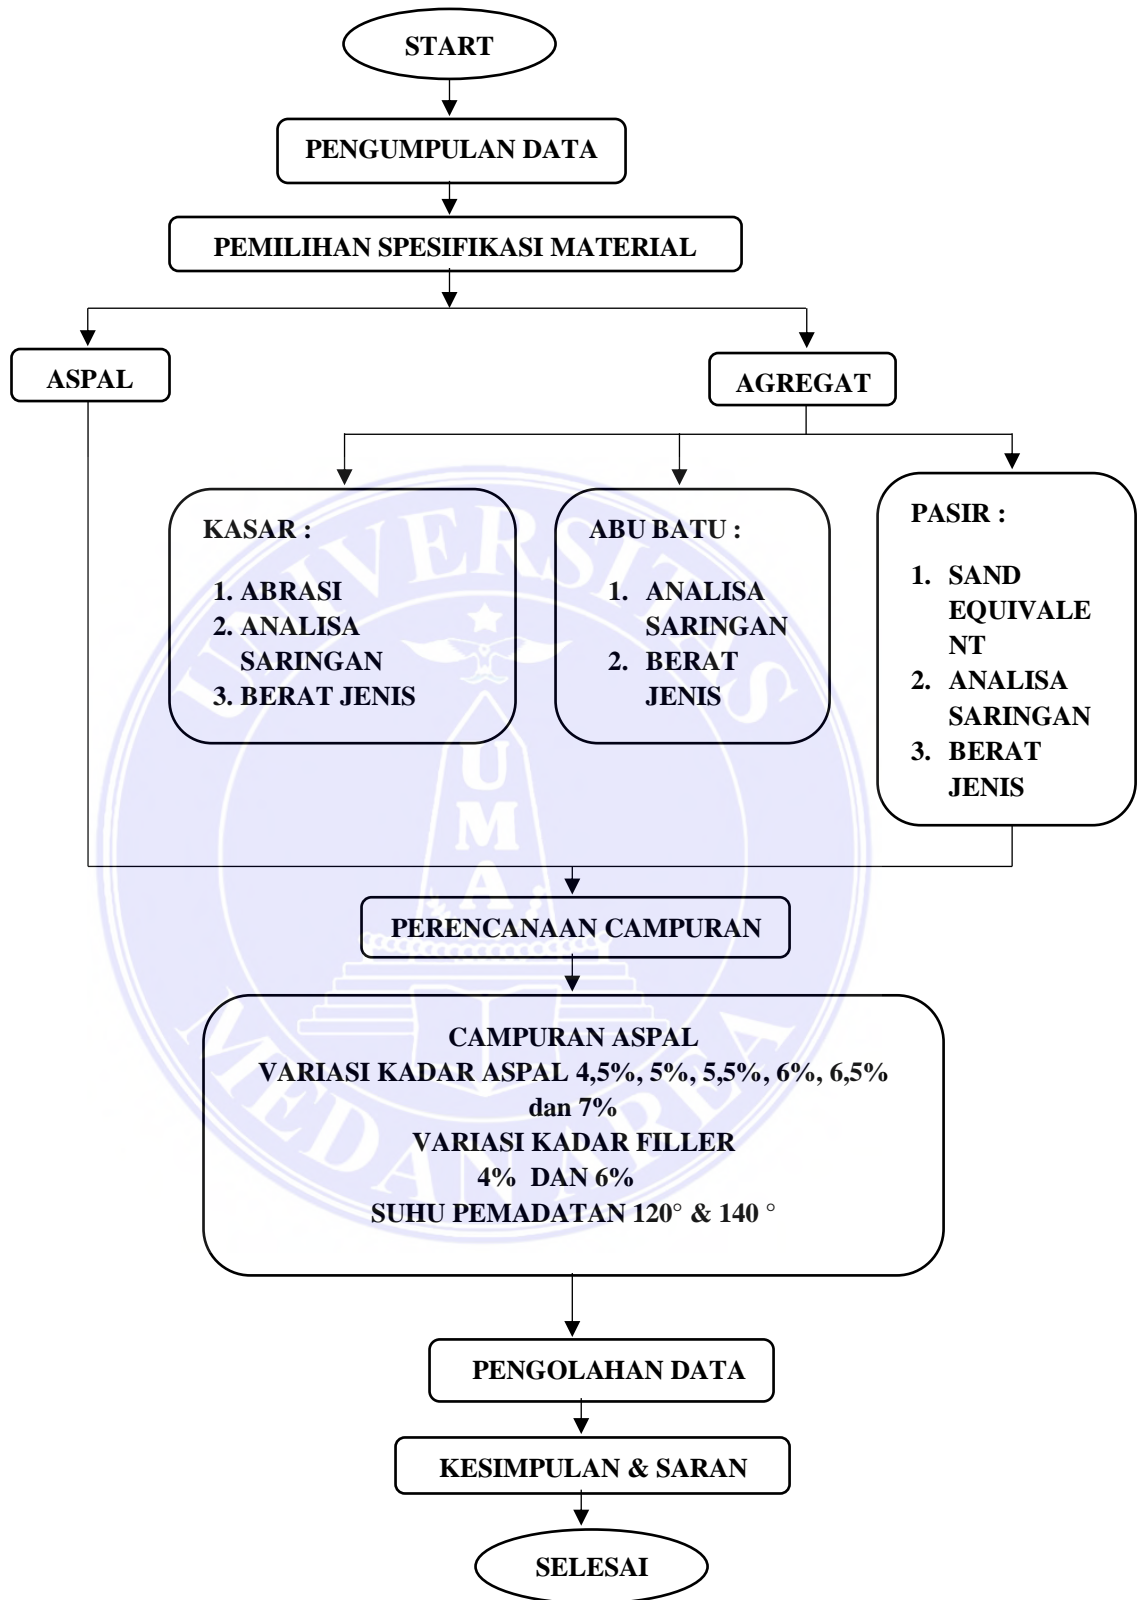 START
PENGUMPULAN DATA
PEMILIHAN SPESIFIKASI MATERIAL
ASPAL
AGREGAT
KASAR :
1. ABRASI
2. ANALISA
SARINGAN
3. BERAT JENIS
ABU BATU :
1. ANALISA
SARINGAN
2. BERAT
JENIS
PASIR :
1. SAND
EQUIVALE
NT
2. ANALISA
SARINGAN
3. BERAT
JENIS
PERENCANAAN CAMPURAN
CAMPURAN ASPAL
VARIASI KADAR ASPAL 4,5%, 5%, 5,5%, 6%, 6,5%
dan 7%
VARIASI KADAR FILLER
4% DAN 6%
SUHU PEMADATAN 120° & 140 °
PENGOLAHAN DATA
KESIMPULAN & SARAN
SELESAI
UNIVERSITAS
MEDAN AREA
U
M
A